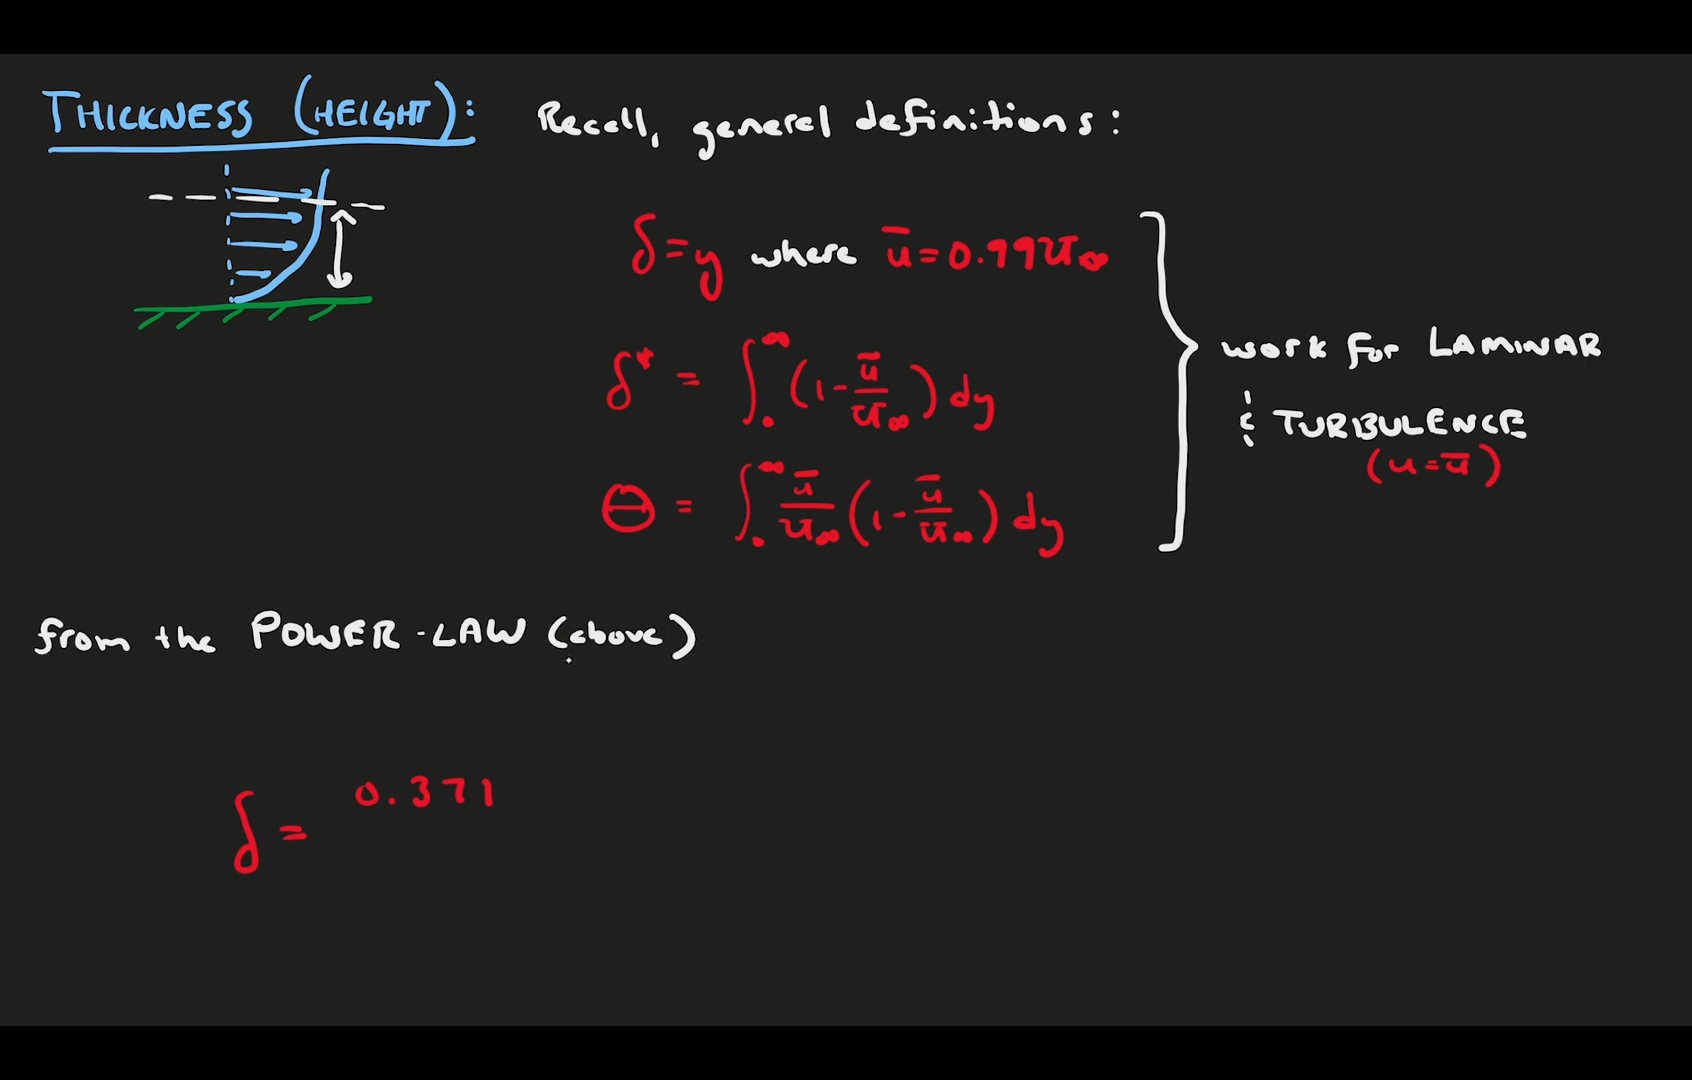 THICKNESS (HEIGHT):
Recall, general definitions:
δ = y where ū = 0.99U∞
δ* = ∫₀^∞ (1 - ū/U∞) dy
Θ = ∫₀^∞ ū/U∞ (1 - ū/U∞) dy
work for LAMINAR
& TURBULENCE
(u = ū)
from the POWER-LAW (above)
δ = 0.371